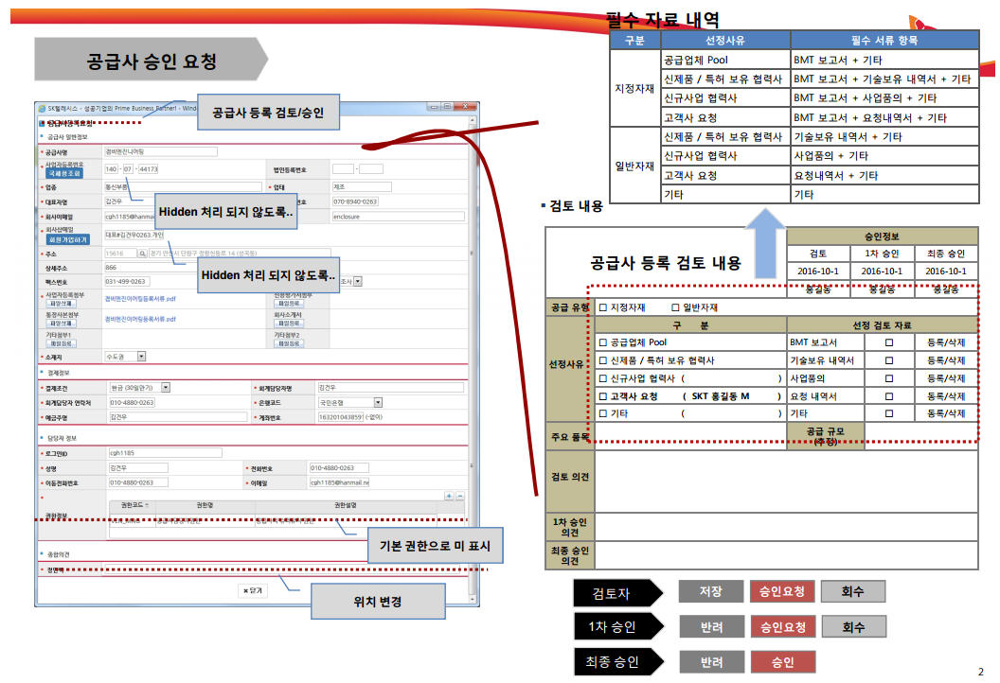 공급사 승인 요청
SK텔레시스 - 성공기업의 Prime Business Partner! - Wind
공급사 등록 검토/승인
공급사 일반정보
공급사명
경비엔진니어링
사업자등록번호
140 - 07 - 44173
법인등록번호
-
국세청조회
업종
통신부품
업태
제조
대표자명
김건우
070-8940-0263
Hidden 처리 되지 않도록..
회사이메일
cgh1185@hanmai
enclosure
회사상메일
대표#김건우0263.개인
회원가입하기
주소
15616
경기 안산시 단원구
상세주소
866
Hidden 처리 되지 않도록..
팩스번호
031-499-0263
조사
사업자등록첨부
파일삭제
경비엔진이어링등록서류.pdf
파일등록
통장사본첨부
파일삭제
경비엔진이어링등록서류.pdf
회사소개서
파일등록
기타첨부1
파일등록
기타첨부2
파일등록
소재지
수도권
결제정보
결제조건
현금 (30일만기)
회계담당자명
김건우
회계담당자 연락처
010-4880-0263
은행코드
국민은행
예금주명
김건우
계좌번호
(-없이)
담당자 정보
로그인ID
cgh1185
성명
김건우
전화번호
010-4880-0263
이동전화번호
010-4880-0263
이메일
cgh1185@hanmail.ne
권한정보
권한코드
권한명
권한설명
기본 권한으로 미 표시
종합의견
위치 변경
× 닫기
필수 자료 내역
구분 선정사유 필수 서류 항목
지정자재
공급업체 Pool BMT 보고서 + 기타
신제품 / 특허 보유 협력사 BMT 보고서 + 기술보유 내역서 + 기타
신규사업 협력사 BMT 보고서 + 사업품의 + 기타
고객사 요청 BMT 보고서 + 요청내역서 + 기타
일반자재
신제품 / 특허 보유 협력사 기술보유 내역서 + 기타
신규사업 협력사 사업품의 + 기타
고객사 요청 요청내역서 + 기타
기타 기타
▪ 검토 내용
공급사 등록 검토 내용
승인정보
검토 1차 승인 최종 승인
2016-10-1 2016-10-1 2016-10-1
홍길동 홍길동 홍길동
공급 유형 □ 지정자재 □ 일반자재
선정사유
구 분 선정 검토 자료
□ 공급업체 Pool BMT 보고서 □ 등록/삭제
□ 신제품 / 특허 보유 협력사 기술보유 내역서 □ 등록/삭제
□ 신규사업 협력사 ( ) 사업품의 □ 등록/삭제
□ 고객사 요청 ( SKT 홍길동 M ) 요청 내역서 □ 등록/삭제
□ 기타 ( ) 기타 □ 등록/삭제
주요 품목
공급 규모
(추정)
검토 의견
1차 승인
의견
최종 승인
의견
검토자 저장 승인요청 회수
1차 승인 반려 승인요청 회수
최종 승인 반려 승인
2